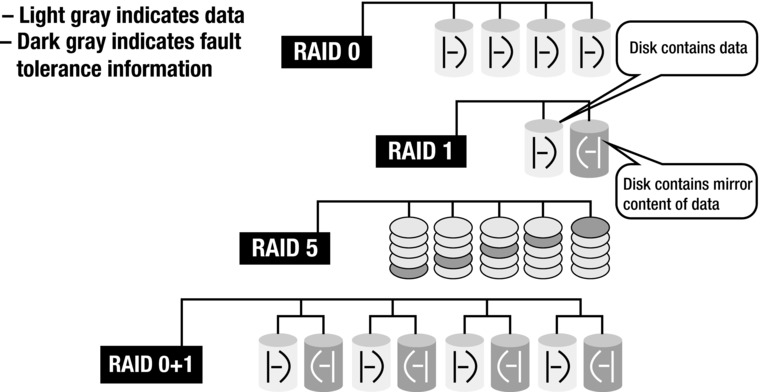 – Light gray indicates data
– Dark gray indicates fault
tolerance information
RAID 0
Disk contains data
RAID 1
Disk contains mirror
content of data
RAID 5
RAID 0+1